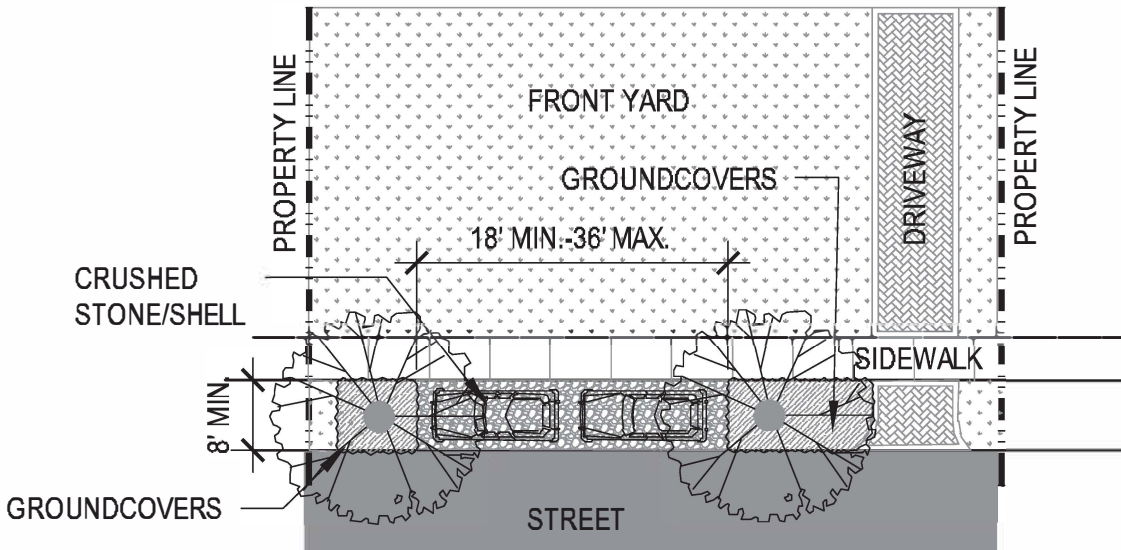 PROPERTY LINE
FRONT YARD
GROUNDCOVERS
DRIVEWAY
PROPERTY LINE
18' MIN.-36' MAX.
CRUSHED
STONE/SHELL
SIDEWALK
8' MIN.
GROUNDCOVERS
STREET